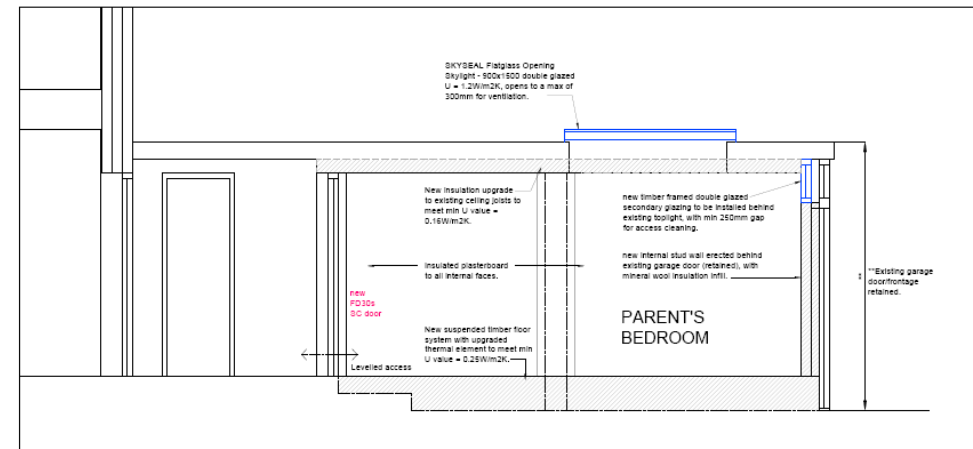 SKYSEAL Flatglass Opening
Skylight - 900x1500 double glazed
U = 1.2W/m2K, opens to a max of
300mm for ventilation.
New insulation upgrade
to existing ceiling joists to
meet min U value =
0.16W/m2K.
new timber framed double glazed
secondary glazing to be installed behind
existing toplight, with min 250mm gap
for access cleaning.
new internal stud wall erected behind
existing garage door (retained), with
mineral wool insulation infill.
Insulated plasterboard
to all internal faces.
**Existing garage
door/frontage
retained.
new
FD30s
SC door
PARENT'S
BEDROOM
New suspended timber floor
system with upgraded
thermal element to meet min
U value = 0.25W/m2K.
Levelled access